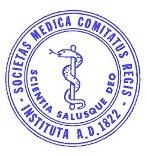 SOCIETAS MEDICA COMITATUS REGIS
- INSTITUTA A.D. 1822 -
SCIENTIA SALUSQUE DEO